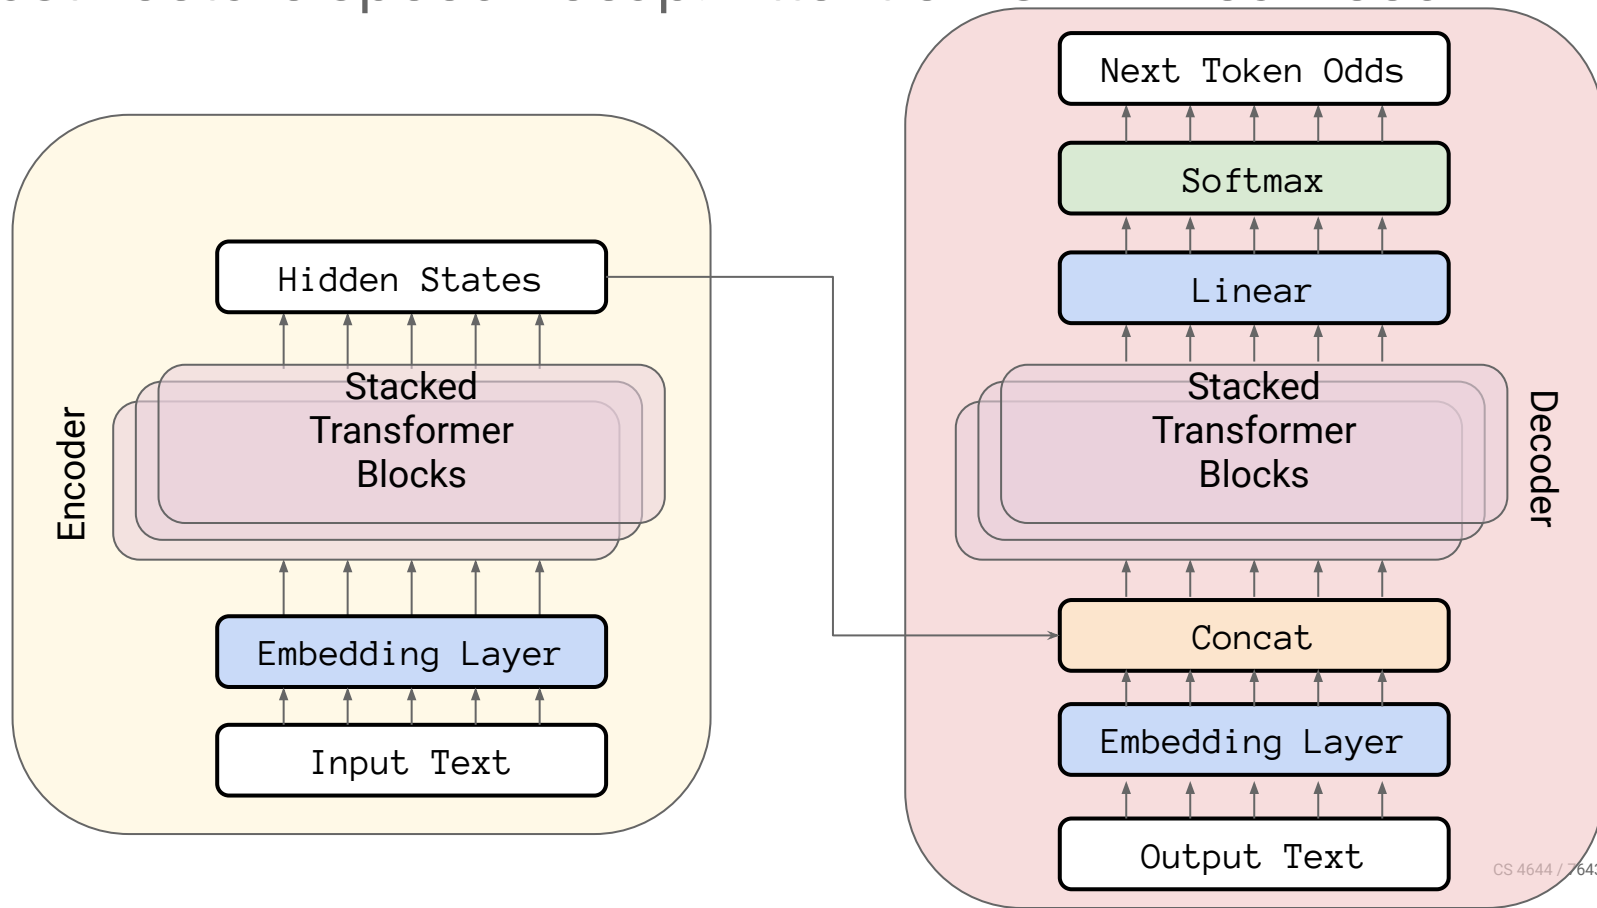 Next Token Odds
Softmax
Hidden States
Linear
Stacked
Transformer
Blocks
Encoder
Stacked
Transformer
Blocks
Decoder
Embedding Layer
Concat
Input Text
Embedding Layer
Output Text
CS 4644 / 7643